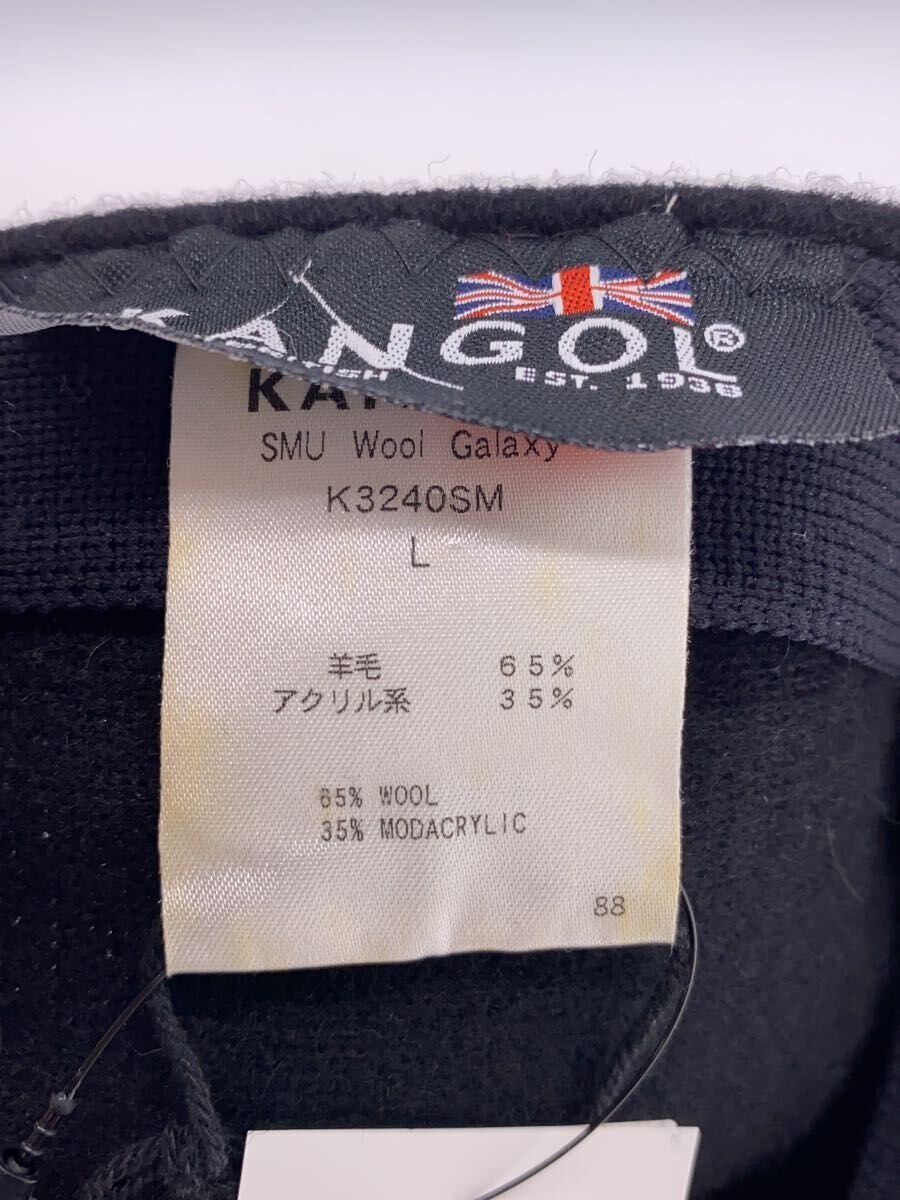 KANGOL®
EST. 1938
SMU Wool Galaxy
K3240SM
L
羊毛 65%
アクリル系 35%
65% WOOL
35% MODACRYLIC
88